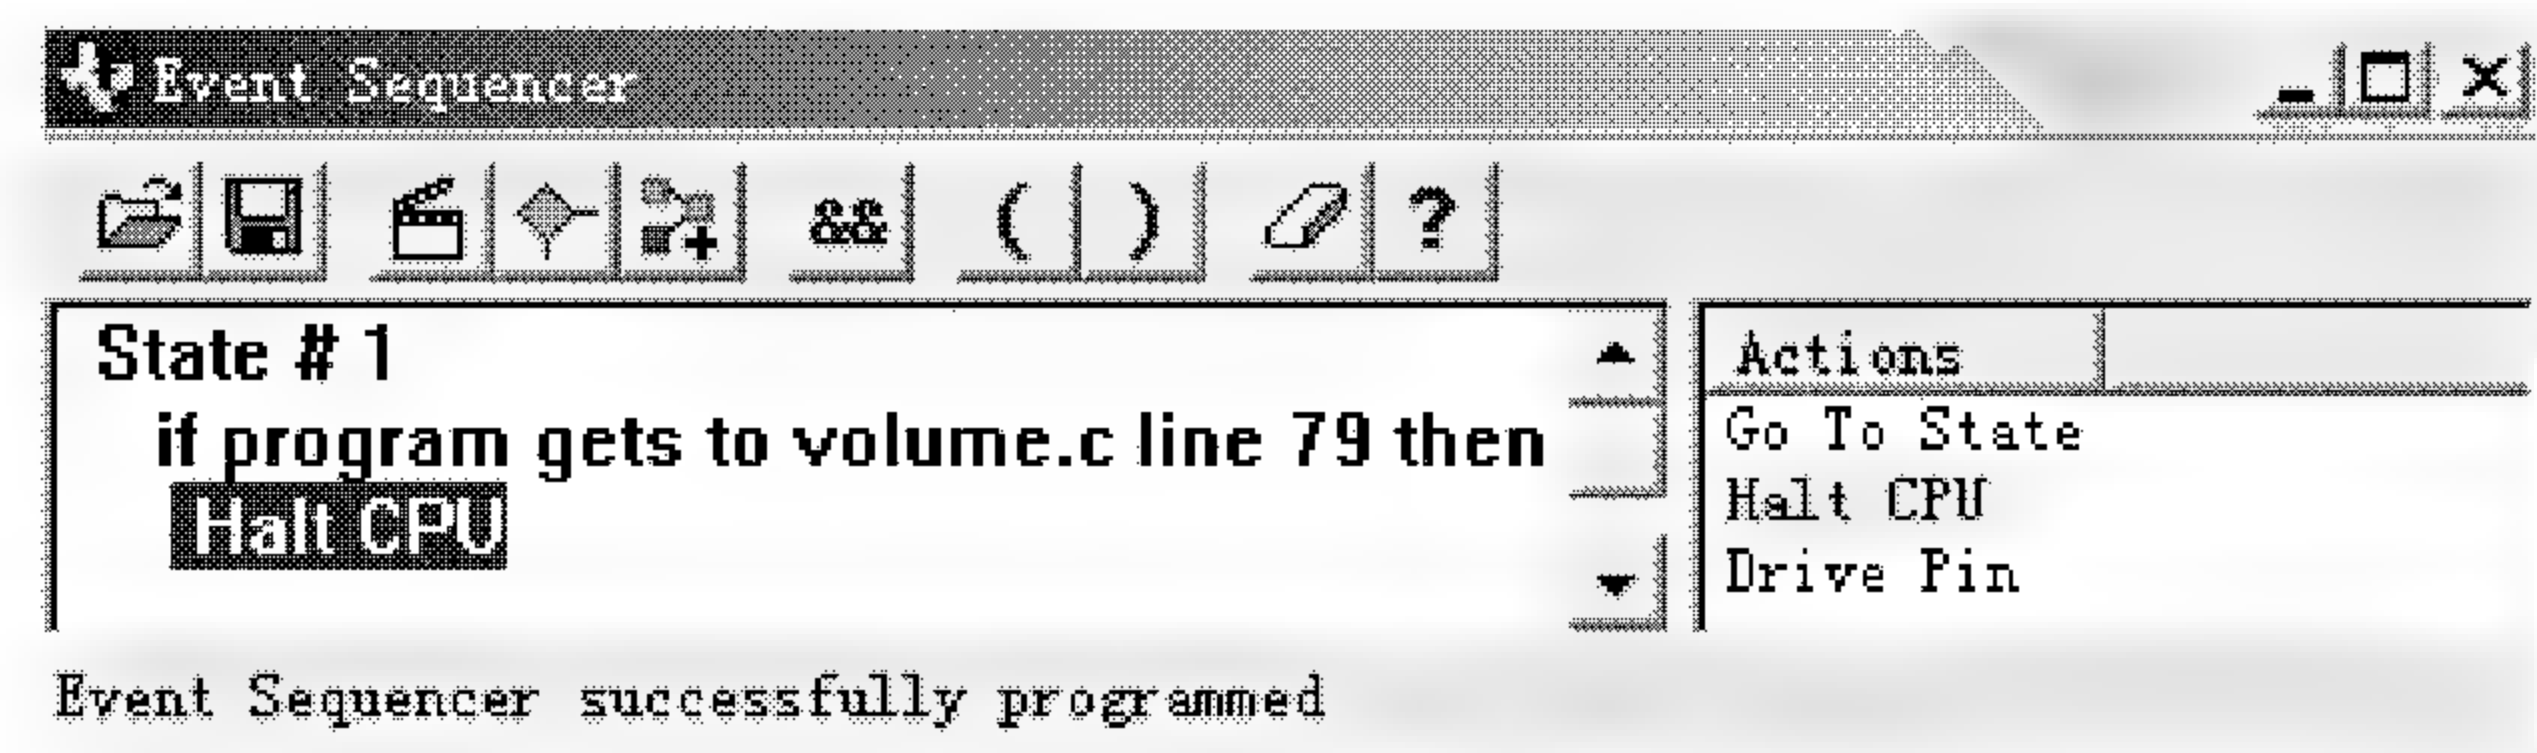 Event Sequencer
&& ( ) ?
State # 1
if program gets to volume.c line 79 then
Halt CPU
Actions
Go To State
Halt CPU
Drive Pin
Event Sequencer successfully programmed